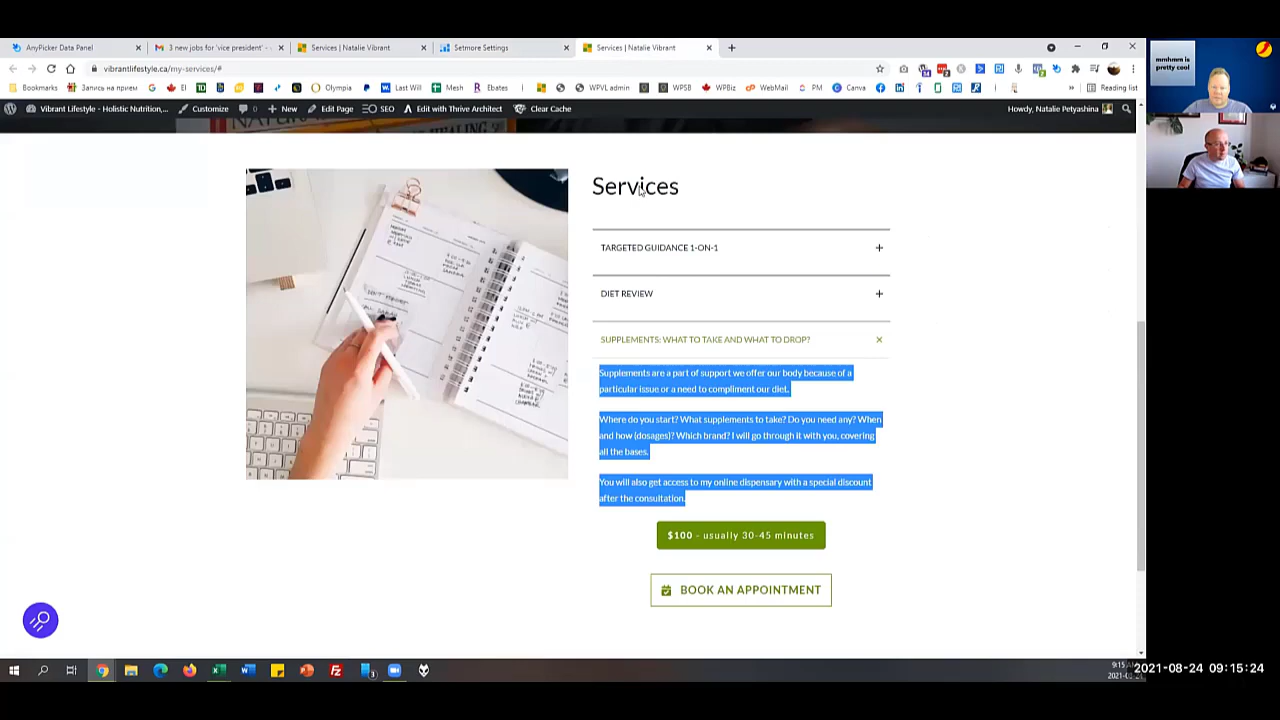 AnyPicker Data Panel
3 new jobs for 'vice president' -
Services | Natalie Vibrant
Setmore Settings
Services | Natalie Vibrant
mmhmm is
pretty cool
vibrantlifestyle.ca/my-services/#
Bookmarks
Запись на прием
El
Olympia
Last Will
Mesh
Ebates
WPVL admin
WPSB
WPBiz
WebMail
PM
Canva
Reading list
Vibrant Lifestyle - Holistic Nutrition,...
Customize
0
New
Edit Page
SEO
Edit with Thrive Architect
Clear Cache
Howdy, Natalie Petyashina
Services
TARGETED GUIDANCE 1-ON-1
DIET REVIEW
SUPPLEMENTS: WHAT TO TAKE AND WHAT TO DROP?
Supplements are a part of support we offer our body because of a
particular issue or a need to compliment our diet.
Where do you start? What supplements to take? Do you need any? When
and how (dosages)? Which brand? I will go through it with you, covering
all the bases.
You will also get access to my online dispensary with a special discount
after the consultation.
$100 - usually 30-45 minutes
BOOK AN APPOINTMENT
2021-08-24 09:15:24